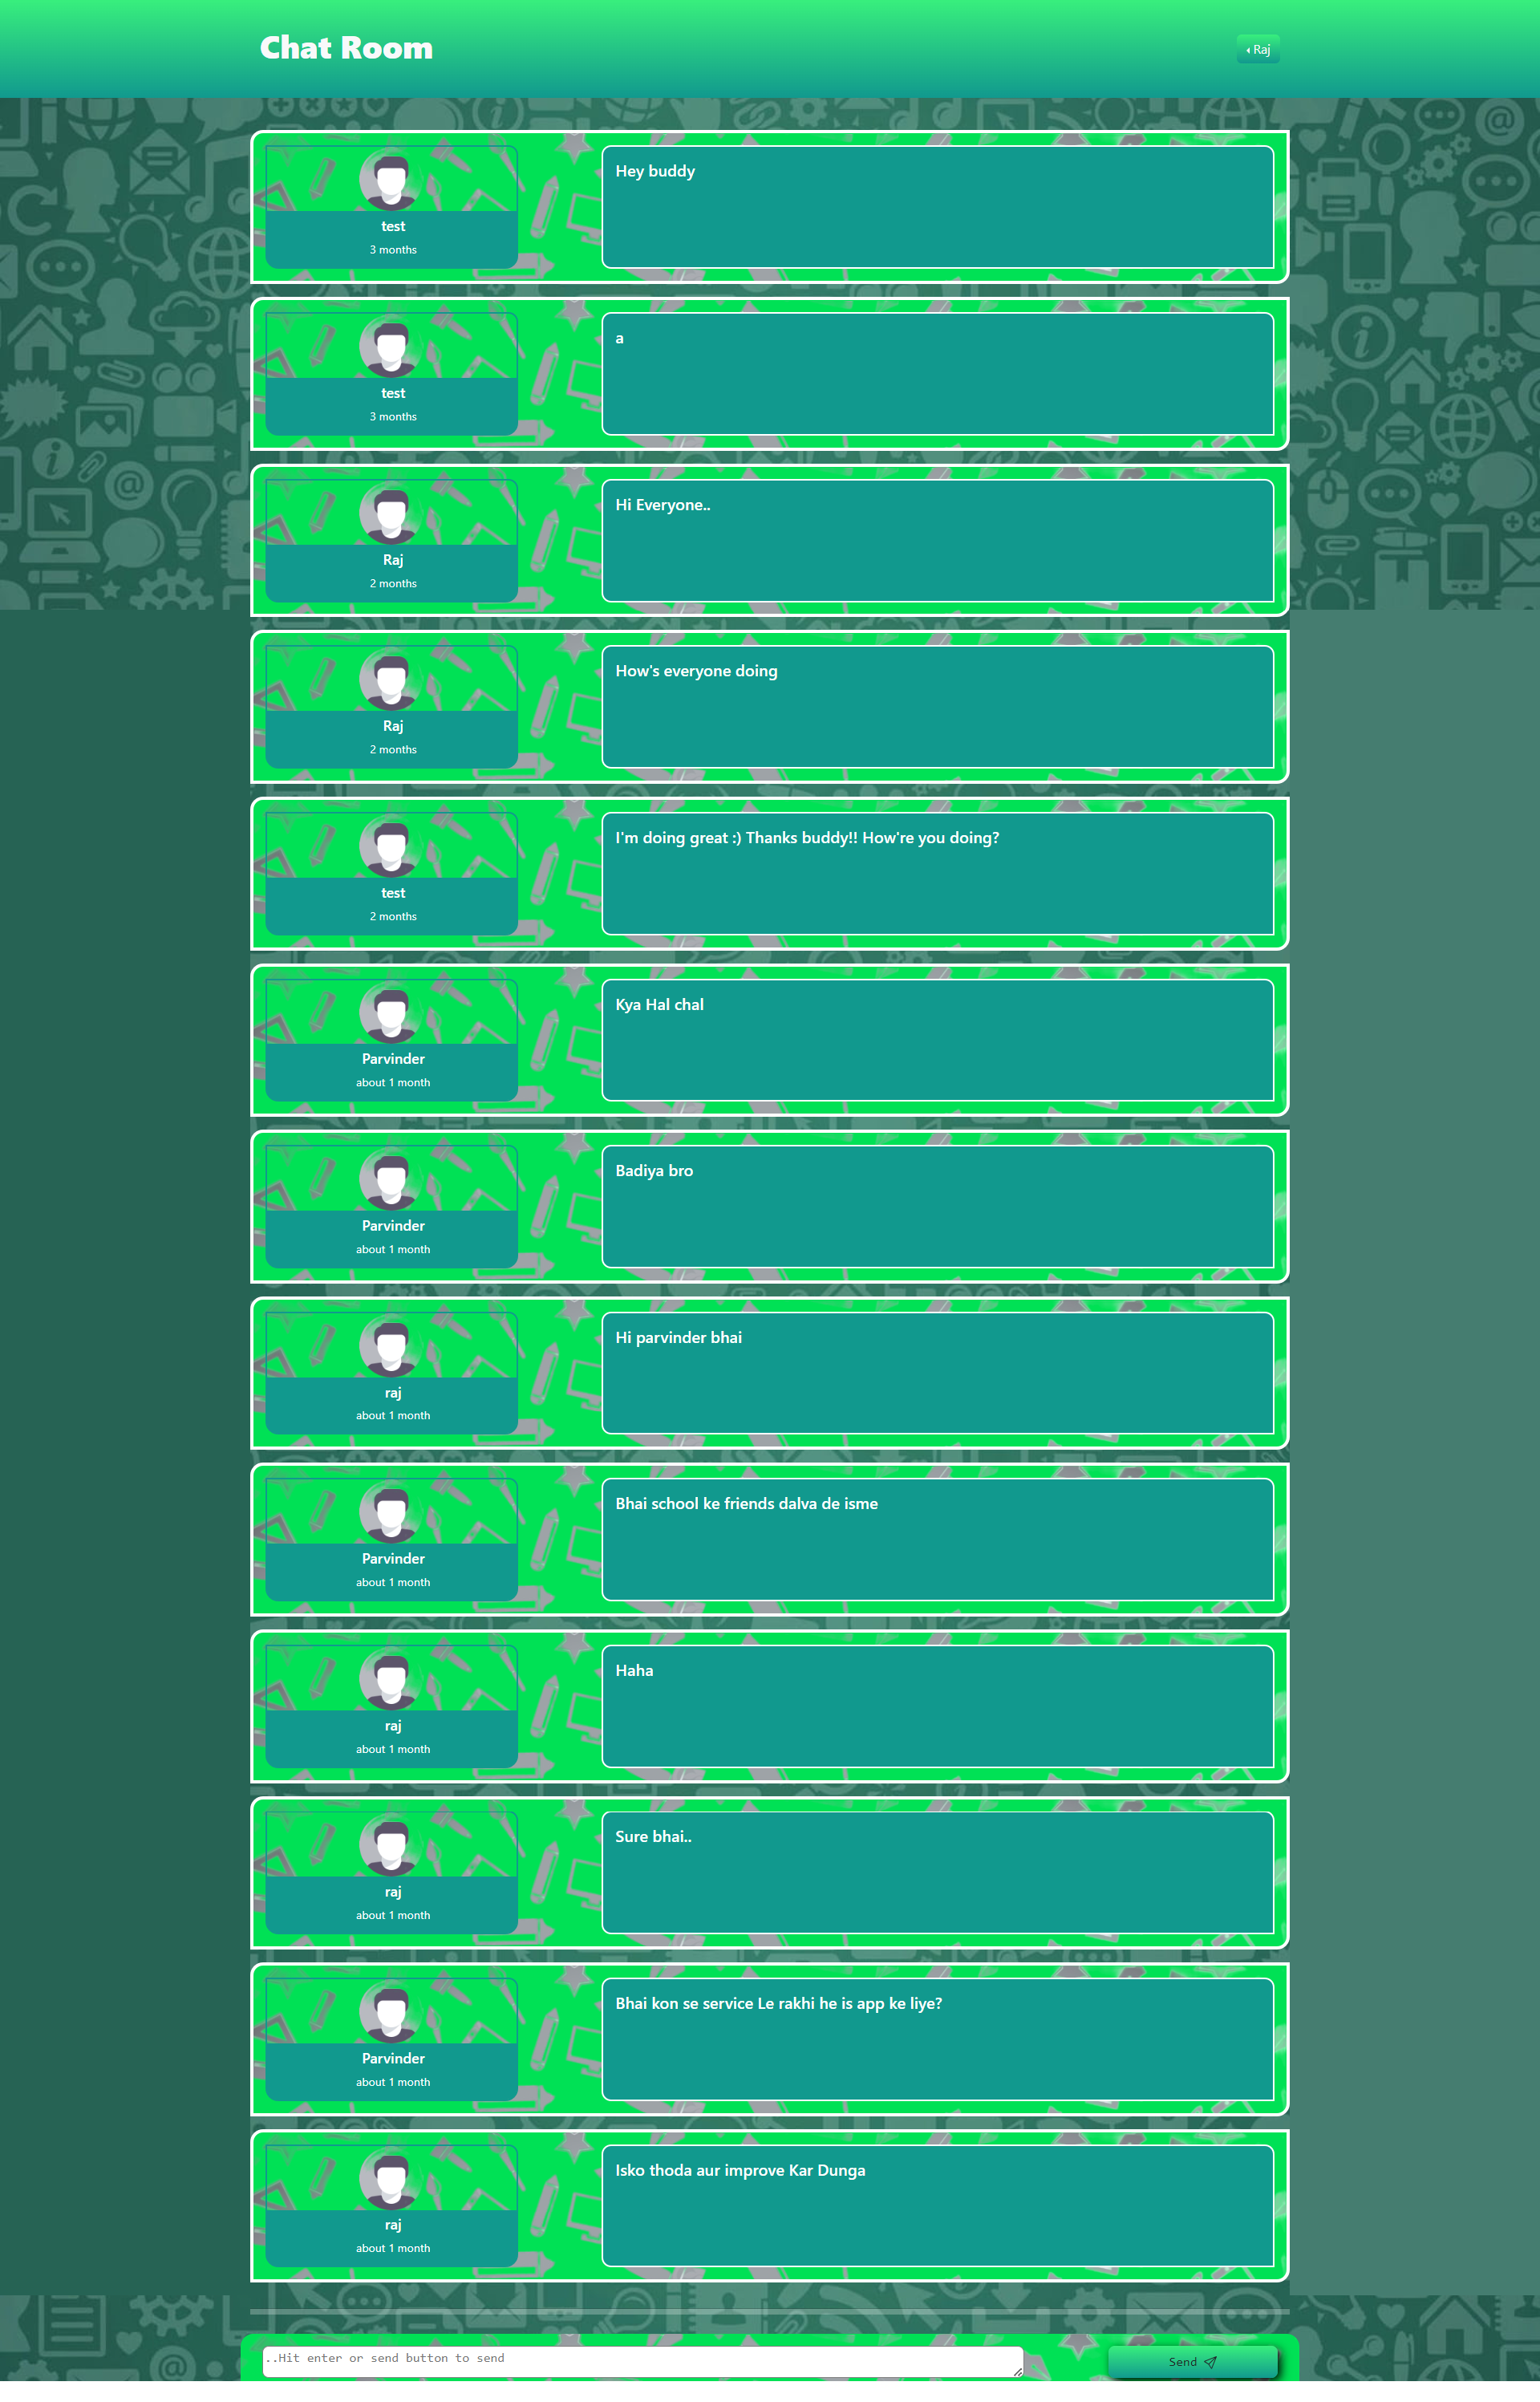 Chat Room
Raj
Hey buddy
test
3 months
a
test
3 months
Hi Everyone..
Raj
2 months
How's everyone doing
Raj
2 months
I'm doing great :) Thanks buddy!! How're you doing?
test
2 months
Kya Hal chal
Parvinder
about 1 month
Badiya bro
Parvinder
about 1 month
Hi parvinder bhai
raj
about 1 month
Bhai school ke friends dalva de isme
Parvinder
about 1 month
Haha
raj
about 1 month
Sure bhai..
raj
about 1 month
Bhai kon se service Le rakhi he is app ke liye?
Parvinder
about 1 month
Isko thoda aur improve Kar Dunga
raj
about 1 month
..Hit enter or send button to send
Send